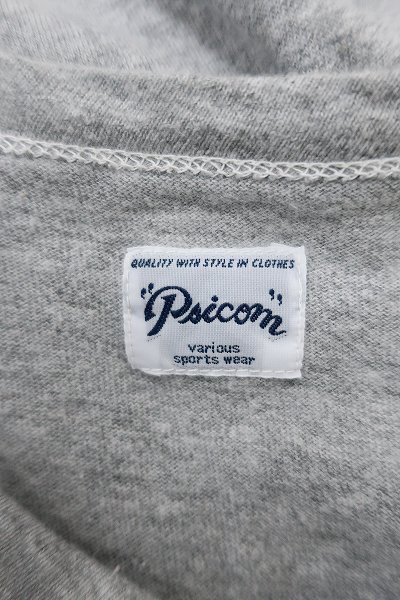 QUALITY WITH STYLE IN CLOTHES
"Psicom"
various
sports wear